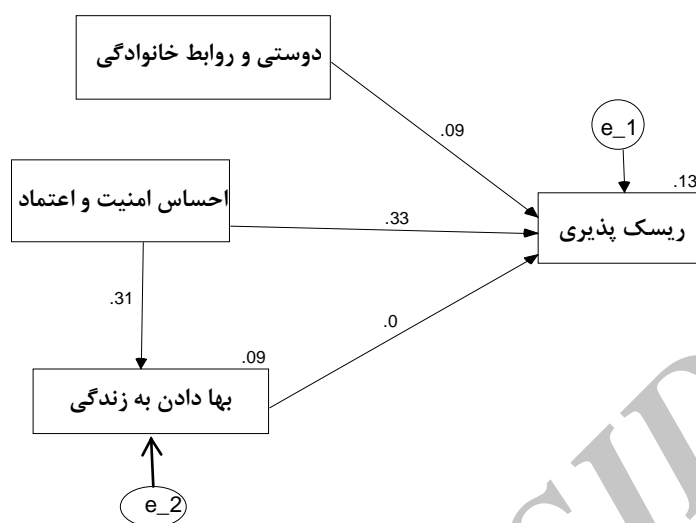 دوستی و روابط خانوادگی
.09
e_1
.13
احساس امنیت و اعتماد
.33
ریسک پذیری
.31
.0
.09
بها دادن به زندگی
e_2
SID